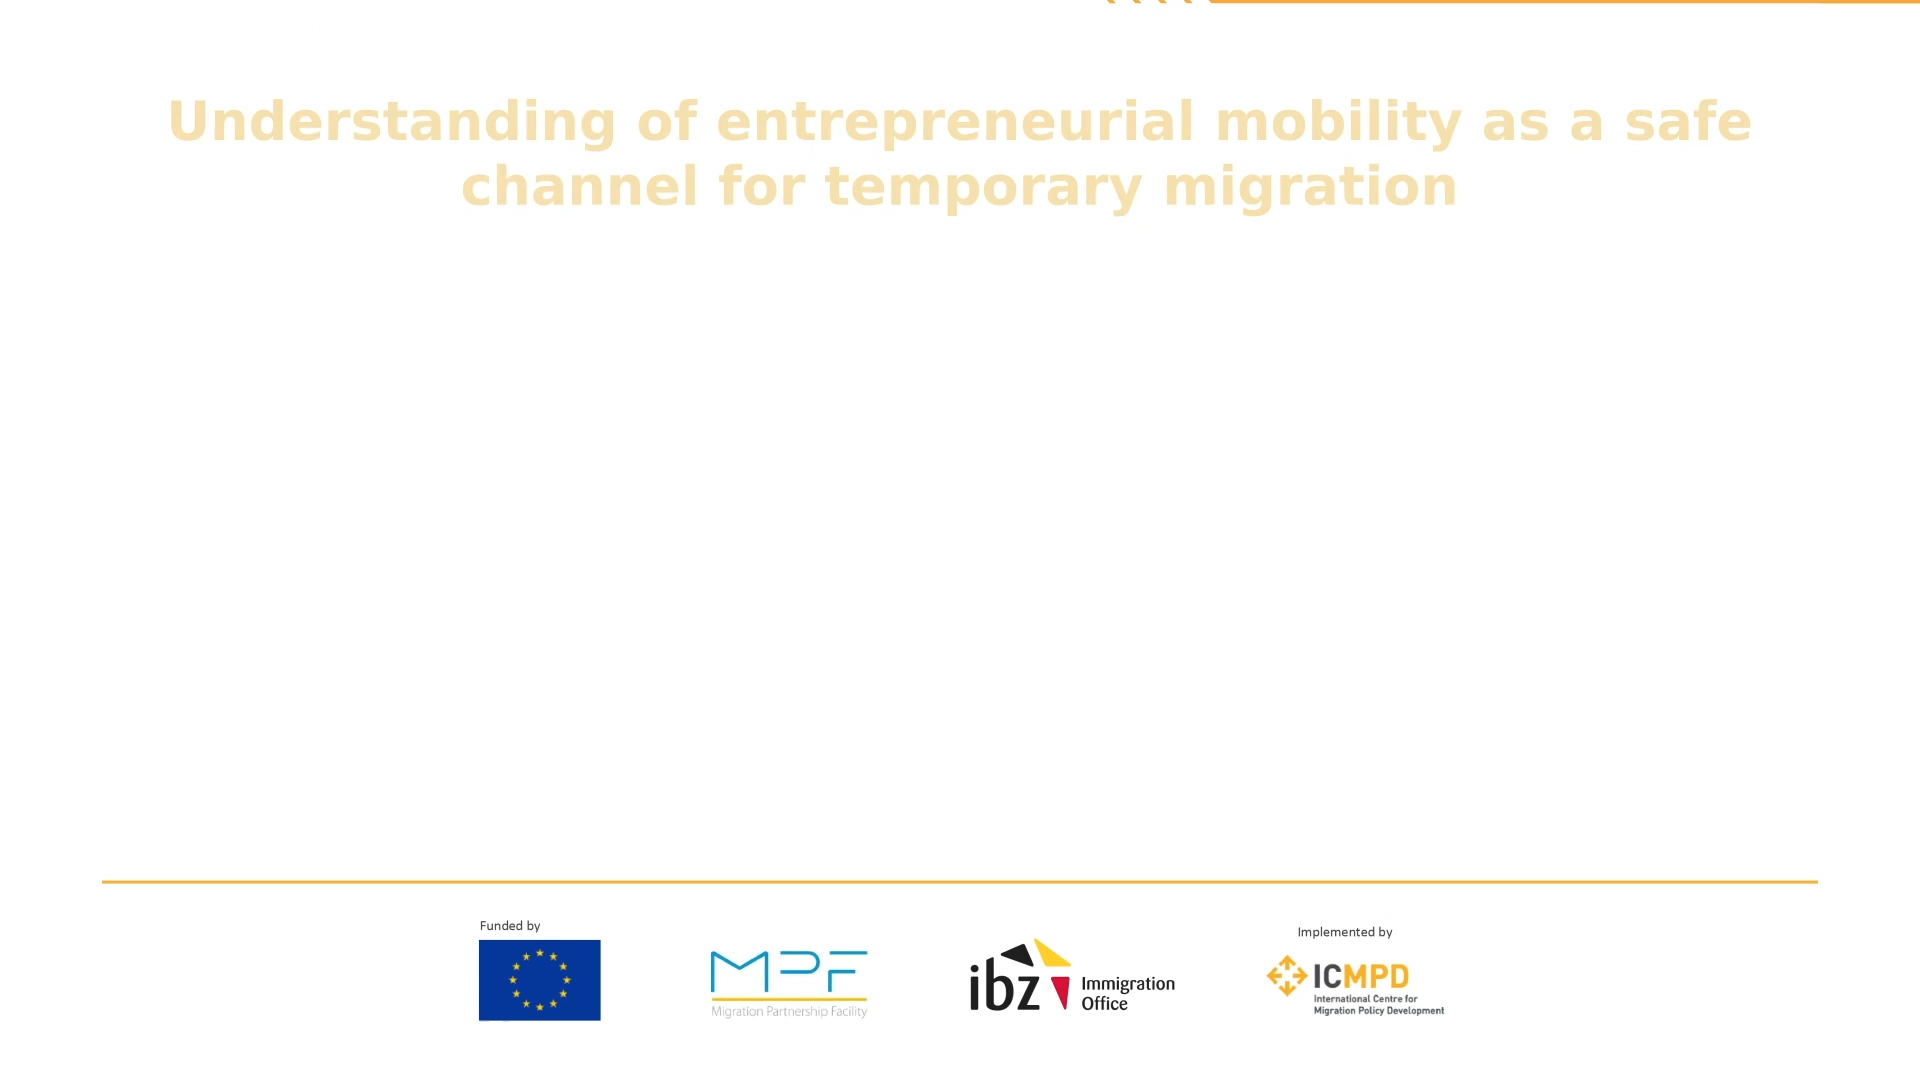 Understanding of entrepreneurial mobility as a safe
channel for temporary migration
Funded by
MPF
Migration Partnership Facility
ibz
Immigration
Office
Implemented by
ICMPD
International Centre for
Migration Policy Development